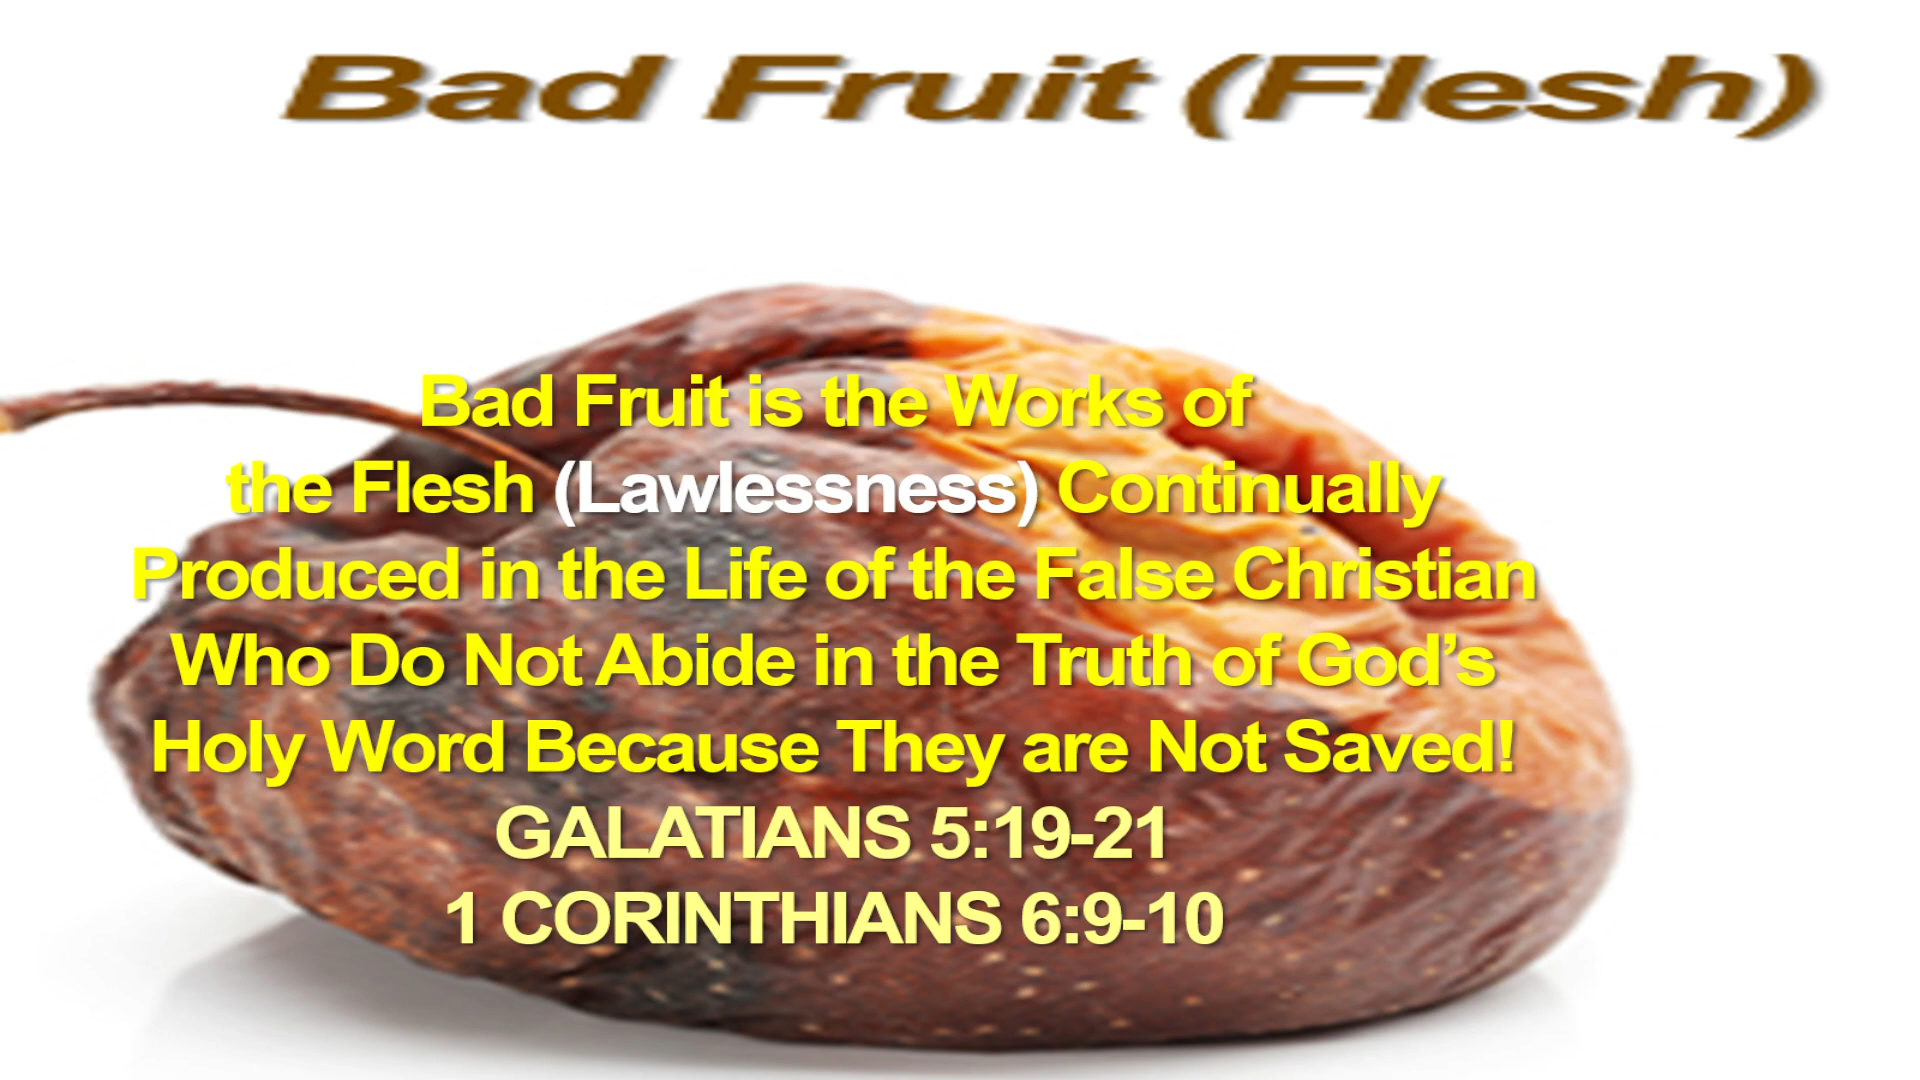 Bad Fruit (Flesh)
Bad Fruit is the Works of
the Flesh (Lawlessness) Continually
Produced in the Life of the False Christian
Who Do Not Abide in the Truth of God’s
Holy Word Because They are Not Saved!
GALATIANS 5:19-21
1 CORINTHIANS 6:9-10